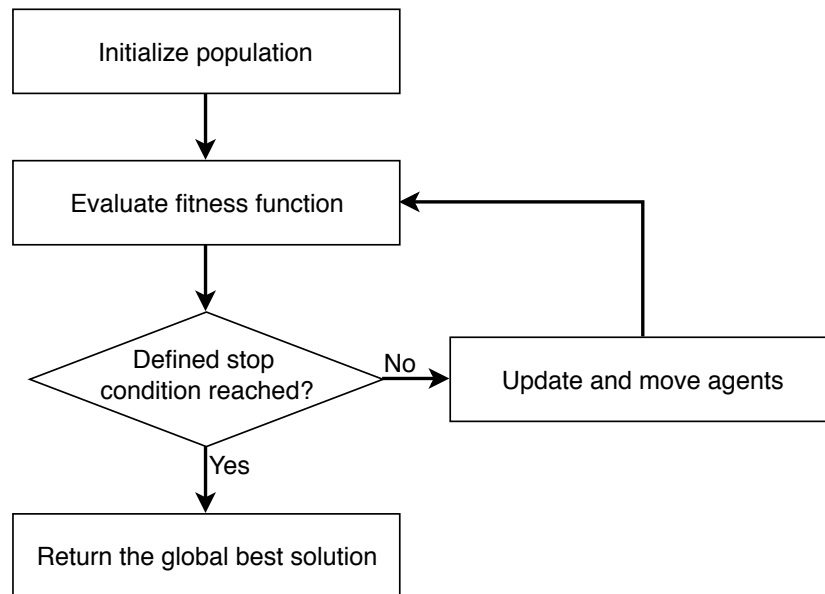 Initialize population
Evaluate fitness function
Defined stop
condition reached?
No
Update and move agents
Yes
Return the global best solution